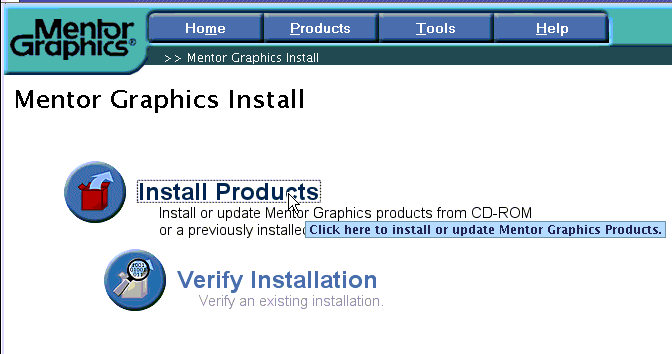 Mentor
Graphics®
Home Products Tools Help
>> Mentor Graphics Install
Mentor Graphics Install
Install Products
Install or update Mentor Graphics products from CD-ROM
or a previously installed
Click here to install or update Mentor Graphics Products.
Verify Installation
Verify an existing installation.